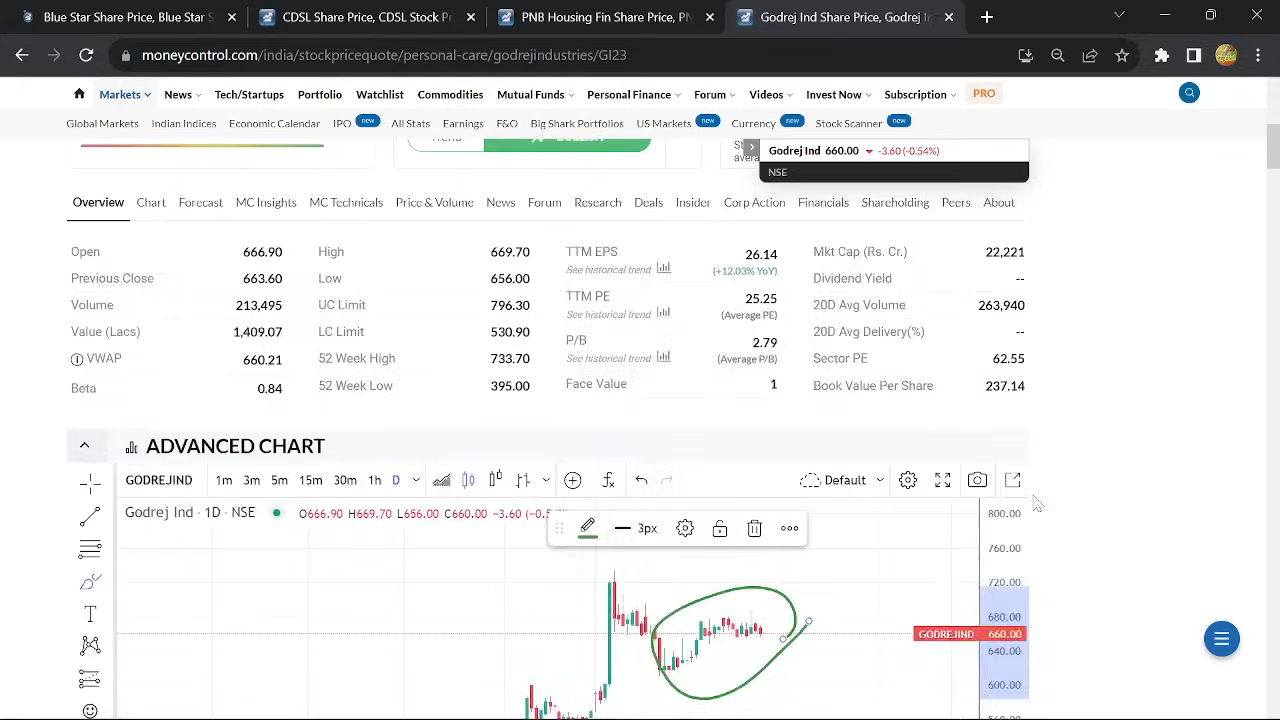 Blue Star Share Price, Blue Star S
CDSL Share Price, CDSL Stock P
PNB Housing Fin Share Price, PN
Godrej Ind Share Price, Godrej In
moneycontrol.com/india/stockpricequote/personal-care/godrejindustries/GI23
Markets News Tech/Startups Portfolio Watchlist Commodities Mutual Funds Personal Finance Forum Videos Invest Now Subscription PRO
Global Markets Indian Indices Economic Calendar IPO new All Stats Earnings F&O Big Shark Portfolios US Markets new Currency new Stock Scanner new
Godrej Ind 660.00 -3.60 (-0.54%)
NSE
Overview Chart Forecast MC Insights MC Technicals Price & Volume News Forum Research Deals Insider Corp Action Financials Shareholding Peers About
Open 666.90 High 669.70 TTM EPS 26.14 Mkt Cap (Rs. Cr.) 22,221
See historical trend (+12.03% YoY)
Previous Close 663.60 Low 656.00 Dividend Yield --
TTM PE 25.25
Volume 213,495 UC Limit 796.30 20D Avg Volume 263,940
See historical trend (Average PE)
Value (Lacs) 1,409.07 LC Limit 530.90 20D Avg Delivery(%) --
P/B 2.79
VWAP 660.21 52 Week High 733.70 See historical trend (Average P/B) Sector PE 62.55
Beta 0.84 52 Week Low 395.00 Face Value 1 Book Value Per Share 237.14
ADVANCED CHART
GODREJIND 1m 3m 5m 15m 30m 1h D Default
Godrej Ind · 1D · NSE O666.90 H669.70 L656.00 C660.00 −3.60
3px
800.00
760.00
720.00
680.00
GODREJIND 660.00
640.00
600.00